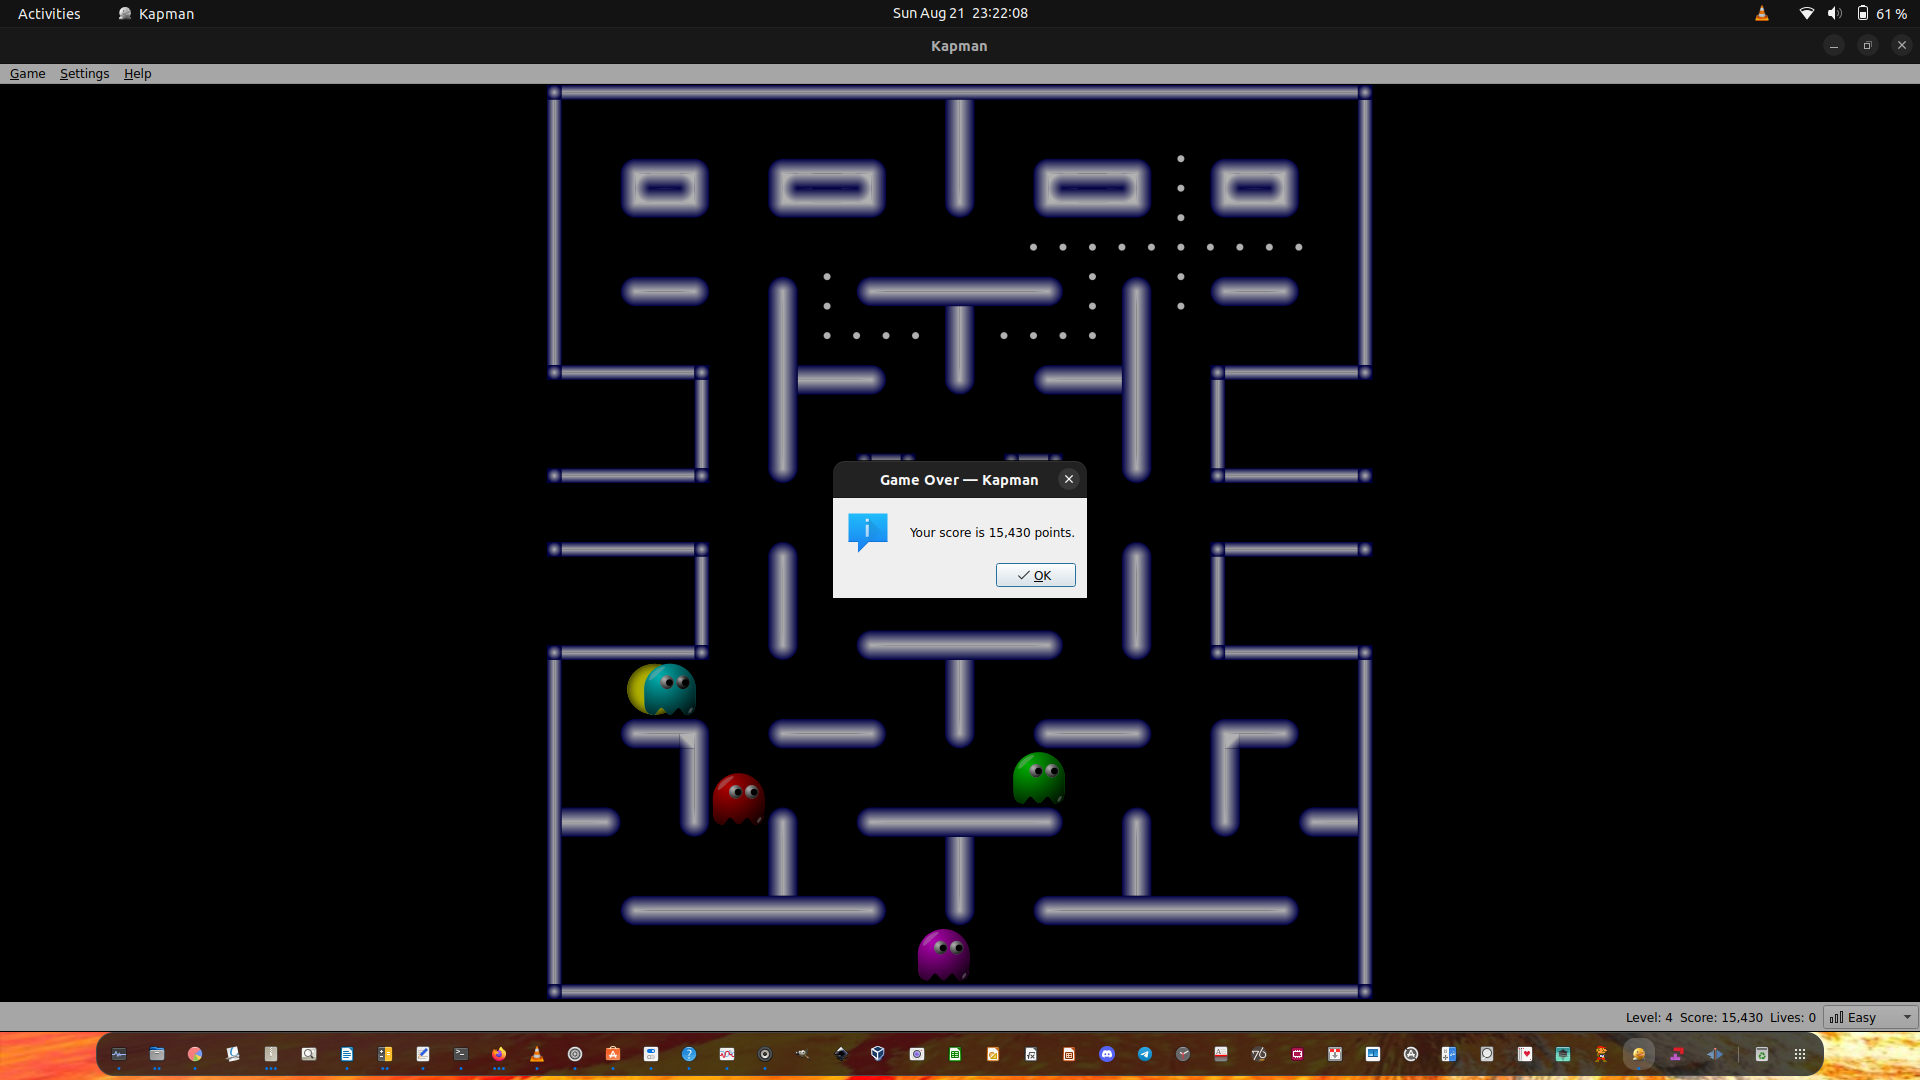 Activities Kapman Sun Aug 21 23:22:08 61 %
Kapman
Game Settings Help
Game Over — Kapman
Your score is 15,430 points.
OK
Level: 4 Score: 15,430 Lives: 0 Easy